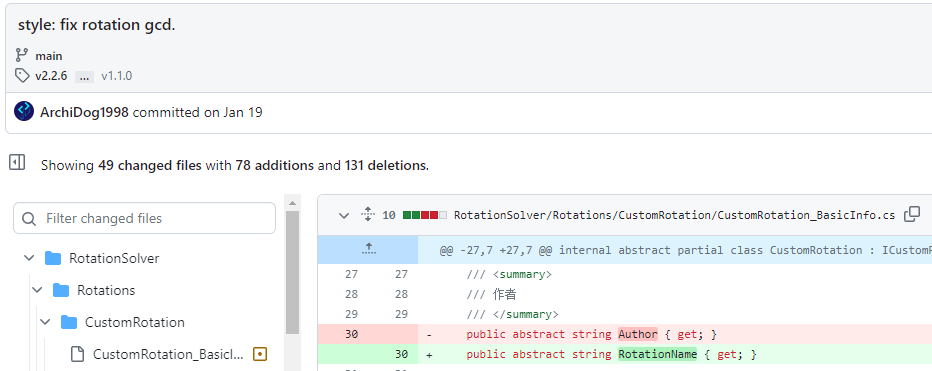 style: fix rotation gcd.
main
v2.2.6 ... v1.1.0
ArchiDog1998 committed on Jan 19
Showing 49 changed files with 78 additions and 131 deletions.
Filter changed files
RotationSolver
Rotations
CustomRotation
CustomRotation_BasicI...
10 RotationSolver/Rotations/CustomRotation/CustomRotation_BasicInfo.cs
@@ -27,7 +27,7 @@ internal abstract partial class CustomRotation : ICustomR
27 27 /// <summary>
28 28 /// 作者
29 29 /// </summary>
30 - public abstract string Author { get; }
30 + public abstract string RotationName { get; }